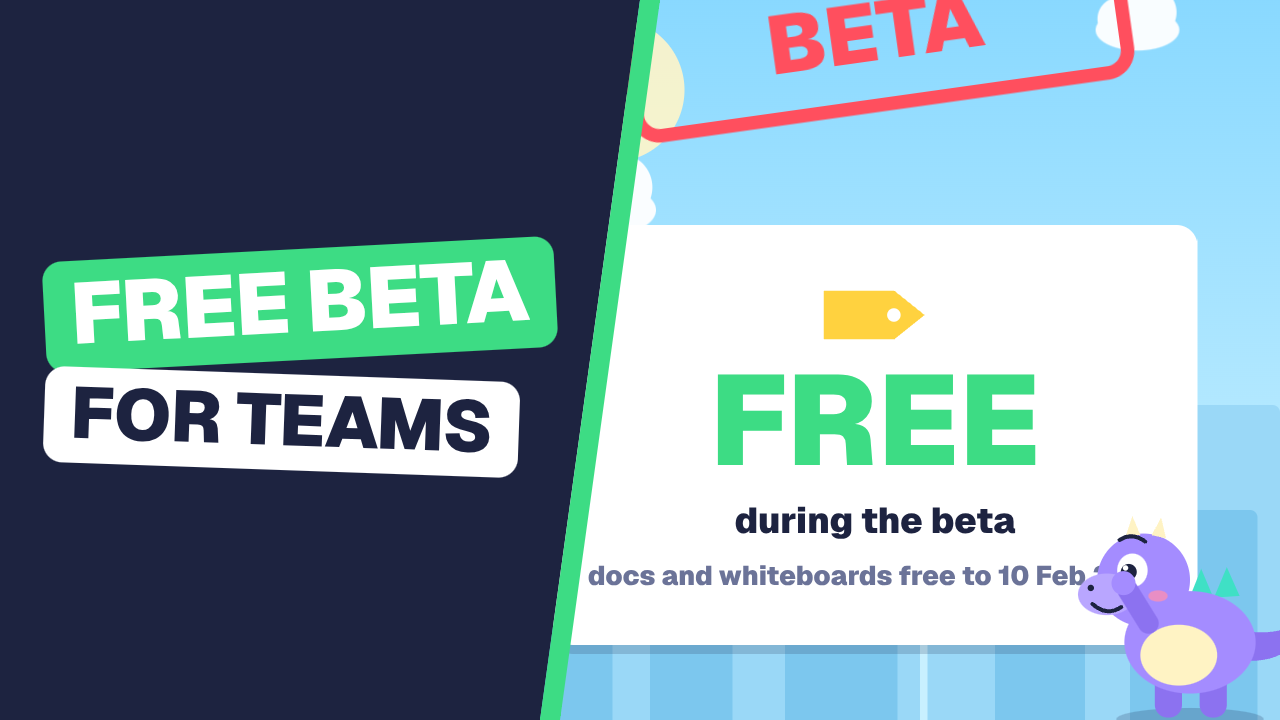 FREE BETA
FOR TEAMS
BETA
FREE
during the beta
docs and whiteboards free to 10 Feb